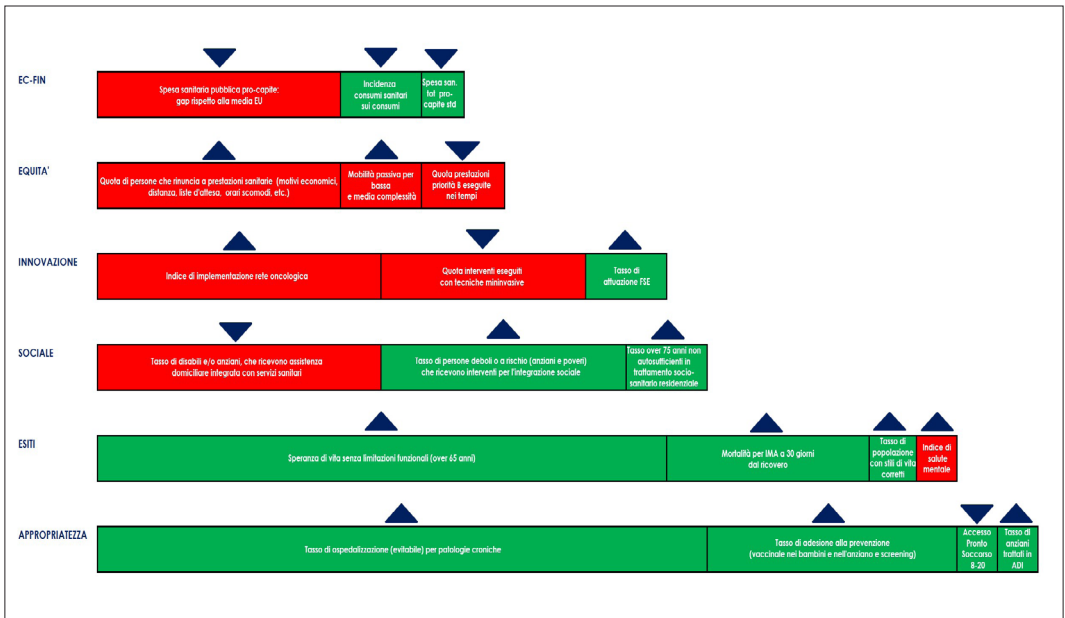 EC-FIN
Spesa sanitaria pubblica pro-capite:
gap rispetto alla media EU
Incidenza
consumi sanitari
sui consumi
Spesa san.
tot pro-
capite std
EQUITA'
Quota di persone che rinuncia a prestazioni sanitarie (motivi economici,
distanza, liste d'attesa, orari scomodi, etc.)
Mobilità passiva per
bassa
e media complessità
Quota prestazioni
priorità B eseguite
nei tempi
INNOVAZIONE
Indice di implementazione rete oncologica
Quota interventi eseguiti
con tecniche mininvasive
Tasso di
attuazione FSE
SOCIALE
Tasso di disabili e/o anziani, che ricevono assistenza
domiciliare integrata con servizi sanitari
Tasso di persone deboli o a rischio (anziani e poveri)
che ricevono interventi per l'integrazione sociale
Tasso over 75 anni non
autosufficienti in
trattamento socio-
sanitario residenziale
ESITI
Speranza di vita senza limitazioni funzionali (over 65 anni)
Mortalità per IMA a 30 giorni
dal ricovero
Tasso di
popolazione
con stili di vita
corretti
Indice di
salute
mentale
APPROPRIATEZZA
Tasso di ospedalizzazione (evitabile) per patologie croniche
Tasso di adesione alla prevenzione
(vaccinale nei bambini e nell'anziano e screening)
Accesso
Pronto
Soccorso
8-20
Tasso di
anziani
trattati in
ADI